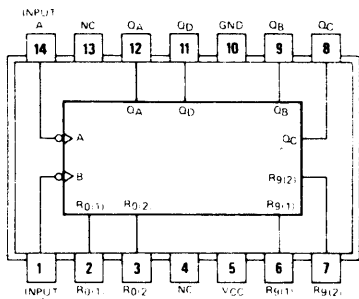 INPUT
A NC QA QD GND QB QC
14 13 12 11 10 9 8
QA QD QB
A QC
B R9(2)
R0(1) R0(2) R9(1)
1 2 3 4 5 6 7
INPUT R0(1) R0(2) NC VCC R9(1) R9(2)